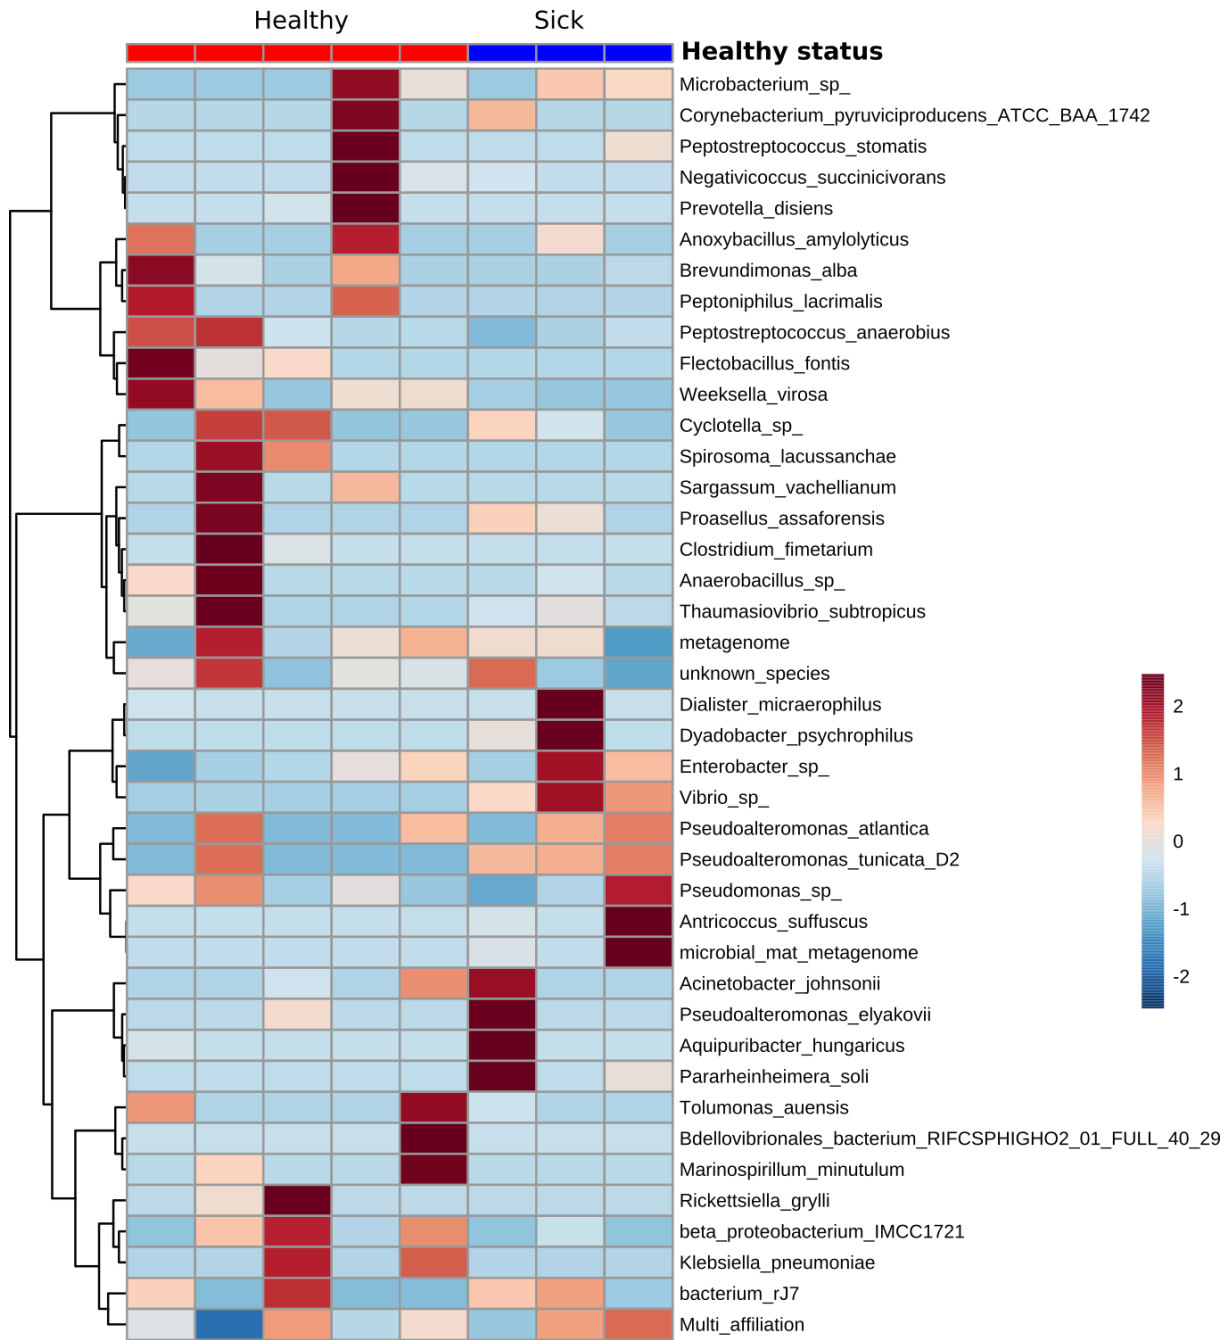 Healthy Sick
Healthy status
Microbacterium_sp_
Corynebacterium_pyruviciproducens_ATCC_BAA_1742
Peptostreptococcus_stomatis
Negativicoccus_succinicivorans
Prevotella_disiens
Anoxybacillus_amylolyticus
Brevundimonas_alba
Peptoniphilus_lacrimalis
Peptostreptococcus_anaerobius
Flectobacillus_fontis
Weeksella_virosa
Cyclotella_sp_
Spirosoma_lacussanchae
Sargassum_vachellianum
Proasellus_assaforensis
Clostridium_fimetarium
Anaerobacillus_sp_
Thaumasiovibrio_subtropicus
metagenome
unknown_species
Dialister_micraerophilus
Dyadobacter_psychrophilus
Enterobacter_sp_
Vibrio_sp_
Pseudoalteromonas_atlantica
Pseudoalteromonas_tunicata_D2
Pseudomonas_sp_
Antricoccus_suffuscus
microbial_mat_metagenome
Acinetobacter_johnsonii
Pseudoalteromonas_elyakovii
Aquipuribacter_hungaricus
Pararheinheimera_soli
Tolumonas_auensis
Bdellovibrionales_bacterium_RIFCSPHIGHO2_01_FULL_40_29
Marinospirillum_minutulum
Rickettsiella_grylli
beta_proteobacterium_IMCC1721
Klebsiella_pneumoniae
bacterium_rJ7
Multi_affiliation
2
1
0
-1
-2